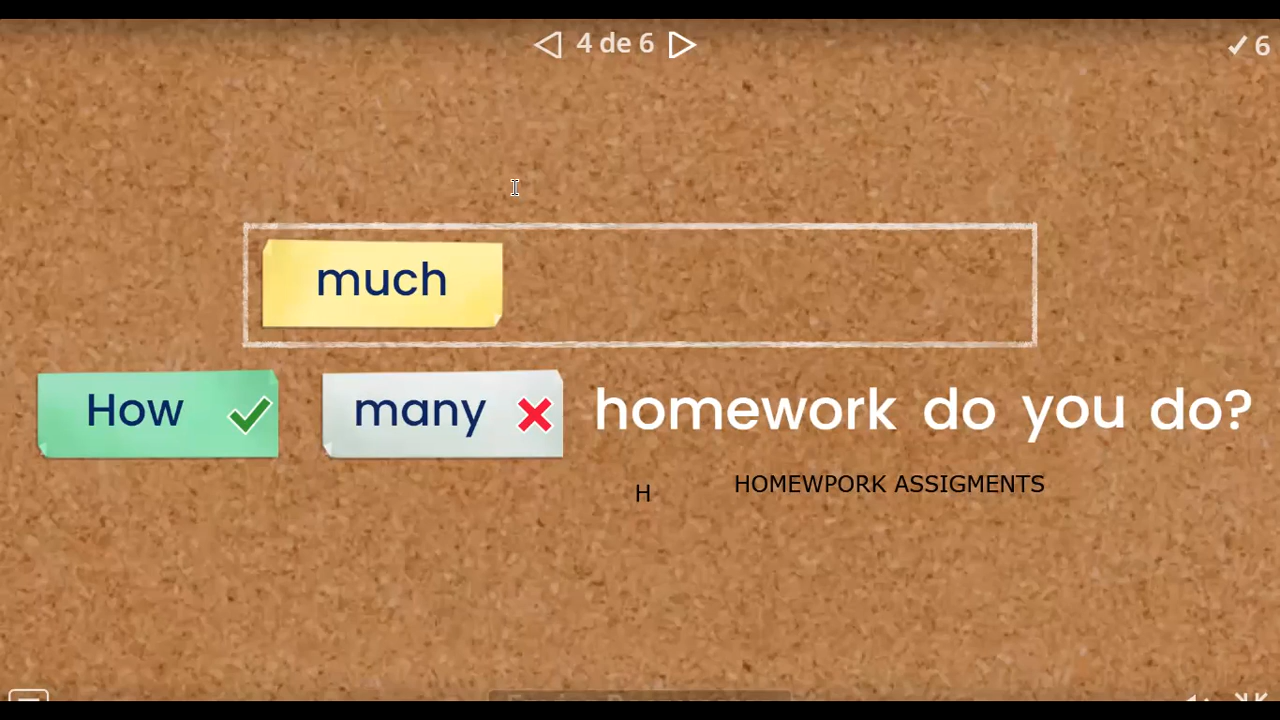 4 de 6
6
much
How many homework do you do?
H HOMEWPORK ASSIGMENTS